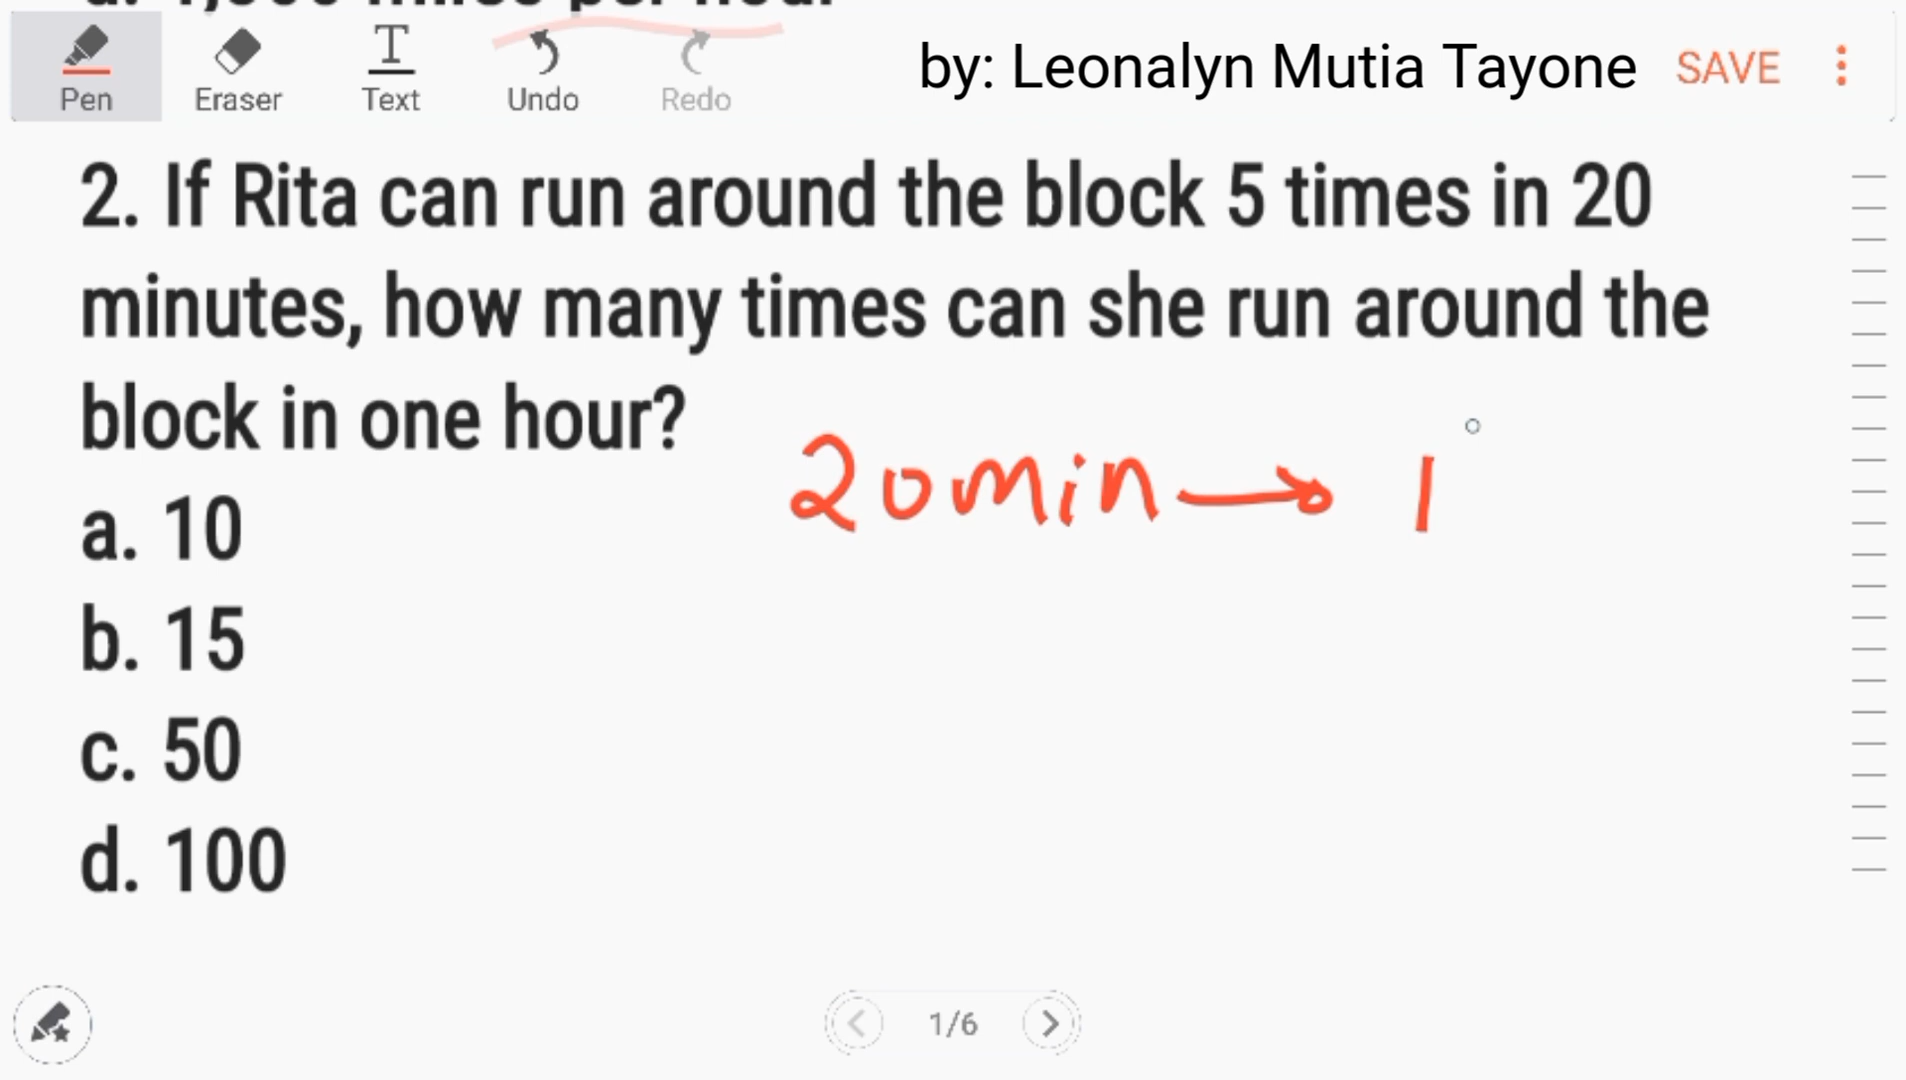 Pen
Eraser
Text
Undo
Redo
by: Leonalyn Mutia Tayone
SAVE
2. If Rita can run around the block 5 times in 20
minutes, how many times can she run around the
block in one hour?
20min → 1
a. 10
b. 15
c. 50
d. 100
1/6